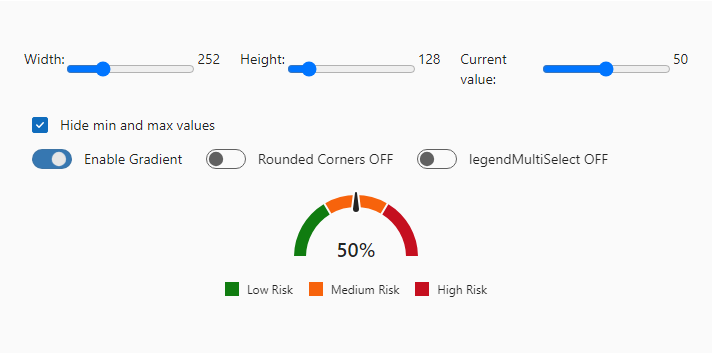 Width: 252 Height: 128 Current value: 50
Hide min and max values
Enable Gradient Rounded Corners OFF legendMultiSelect OFF
50%
Low Risk Medium Risk High Risk